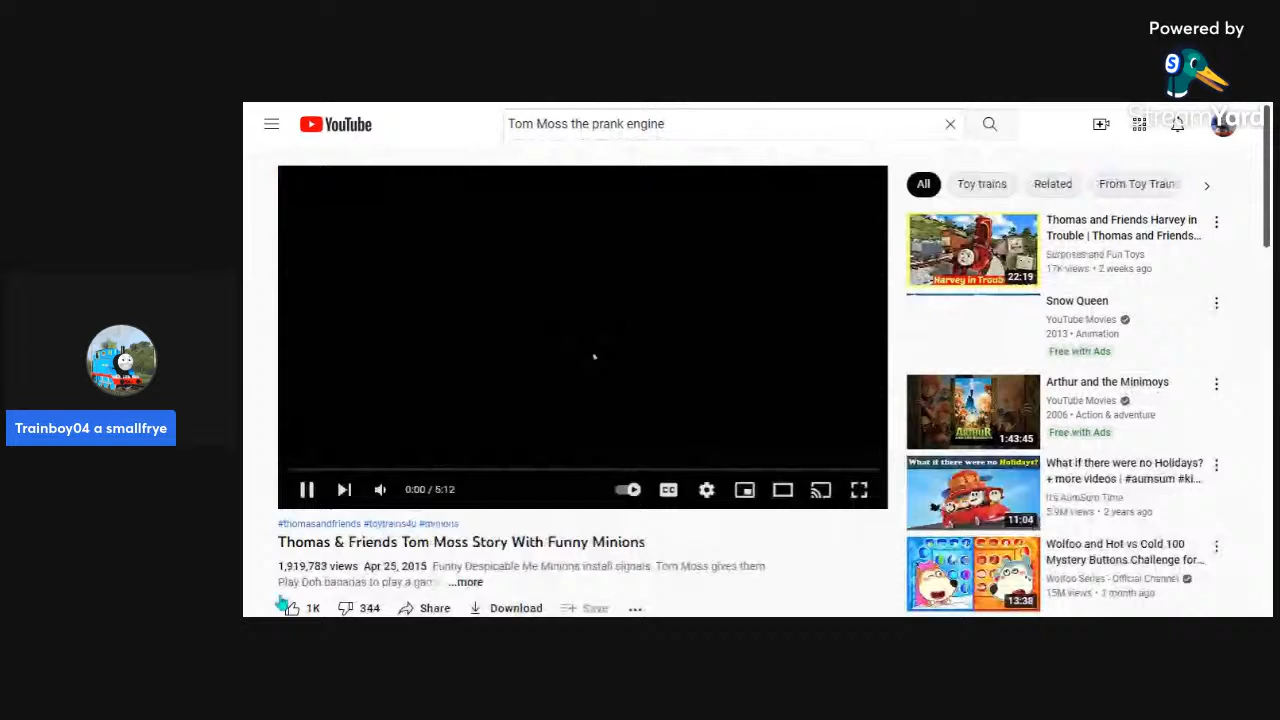 Powered by
S
StreamYard
YouTube
Tom Moss the prank engine
All
Toy trains
Related
From Toy Train
Thomas and Friends Harvey in
Trouble | Thomas and Friends...
Surprises and Fun Toys
17K views • 2 weeks ago
Harvey in Troub
22:19
Snow Queen
YouTube Movies
2013 • Animation
Free with Ads
Arthur and the Minimoys
YouTube Movies
2006 • Action & adventure
Free with Ads
ARTHUR
1:43:45
What if there were no Holidays?
What if there were no Holidays?
+ more videos | #aumsum #ki...
It's AumSum Time
5.9M views • 2 years ago
11:04
Wolfoo and Hot vs Cold 100
Mystery Buttons Challenge for...
Wolfoo Series - Official Channel
15M views • 1 month ago
13:38
Trainboy04 a smallfrye
0:00 / 5:12
CC
#thomasandfriends #toytrains4u #minions
Thomas & Friends Tom Moss Story With Funny Minions
1,919,783 views Apr 25, 2015 Funny Despicable Me Minions install signals. Tom Moss gives them
Play Doh bananas to play a gam ...more
1K
344
Share
Download
Save